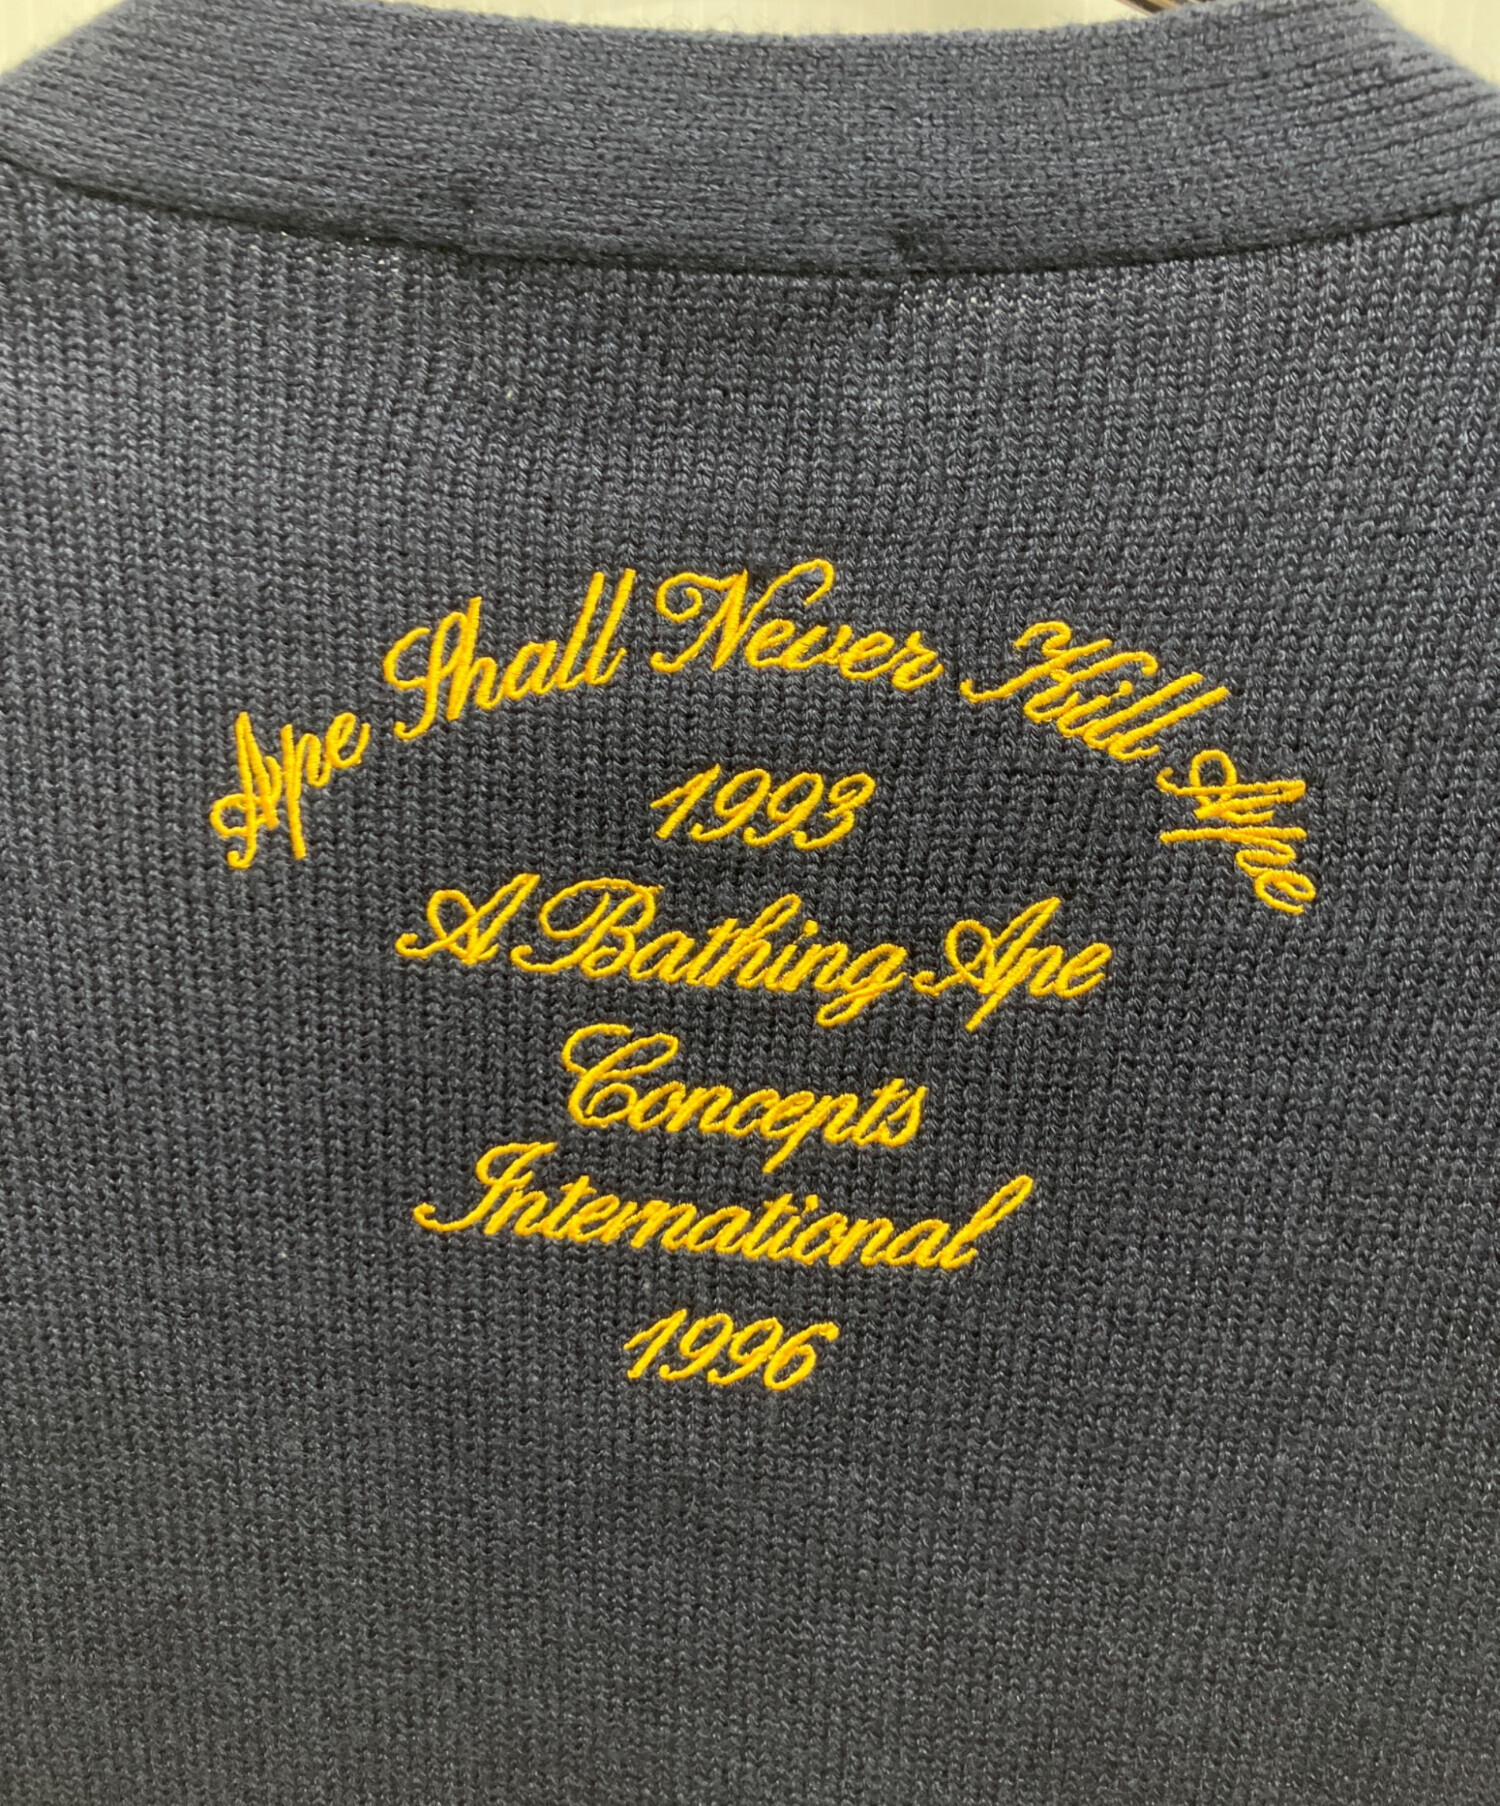 Ape Shall Never Kill Ape
1993
A Bathing Ape
Concepts
International
1996